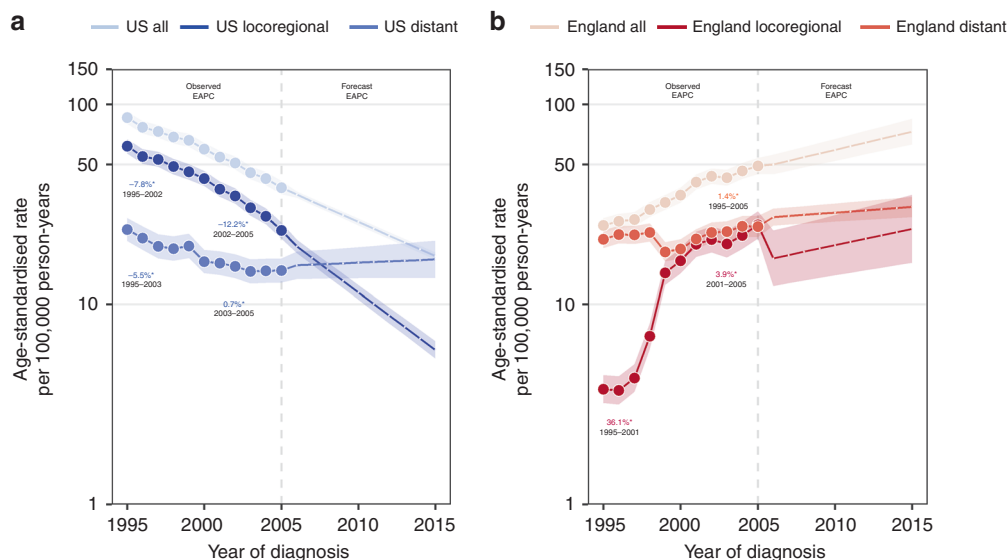 a
US all
US locoregional
US distant
150
100
50
10
1
Age-standardised rate
per 100,000 person-years
Observed
EAPC
Forecast
EAPC
–7.8%*
1995–2002
–12.2%*
2002–2005
–5.5%*
1995–2003
0.7%*
2003–2005
1995
2000
2005
2010
2015
Year of diagnosis
b
England all
England locoregional
England distant
150
100
50
10
1
Age-standardised rate
per 100,000 person-years
Observed
EAPC
Forecast
EAPC
1.4%*
1995–2005
3.9%*
2001–2005
36.1%*
1995–2001
1995
2000
2005
2010
2015
Year of diagnosis